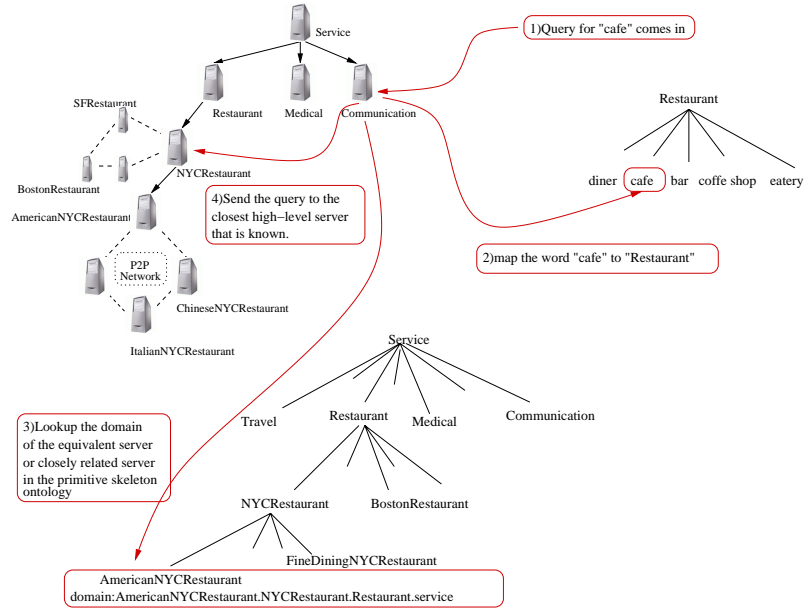 Service
1)Query for "cafe" comes in
Restaurant
Medical
Communication
SFRestaurant
BostonRestaurant
NYCRestaurant
AmericanNYCRestaurant
P2P
Network
ChineseNYCRestaurant
ItalianNYCRestaurant
4)Send the query to the
closest high-level server
that is known.
Restaurant
diner cafe bar coffe shop eatery
2)map the word "cafe" to "Restaurant"
Service
Travel Restaurant Medical Communication
3)Lookup the domain
of the equivalent server
or closely related server
in the primitive skeleton
ontology
NYCRestaurant BostonRestaurant
FineDiningNYCRestaurant
AmericanNYCRestaurant
domain:AmericanNYCRestaurant.NYCRestaurant.Restaurant.service